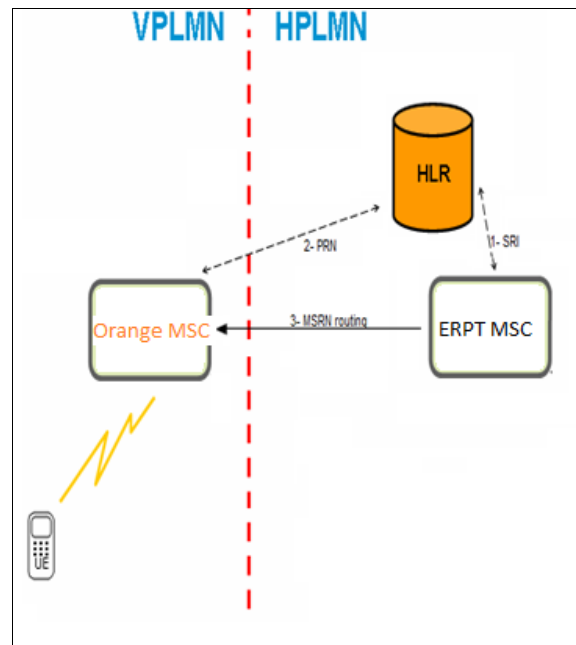 VPLMN HPLMN
HLR
2- PRN
1- SRI
Orange MSC
3- MSRN routing
ERPT MSC
UE